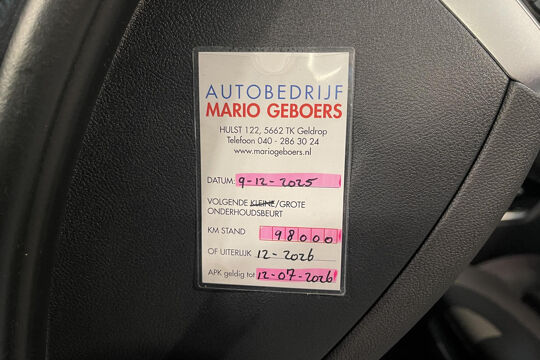 AUTOBEDRIJF
MARIO GEBOERS
HULST 122, 5662 TK Geldrop
Telefoon 040 - 286 30 24
www.mariogeboers.nl
DATUM: 9-12-2025
VOLGENDE KLEINE/GROTE
ONDERHOUDSBEURT
KM STAND 98000
OF UITERLIJK 12-2026
APK geldig tot 12-07-2026